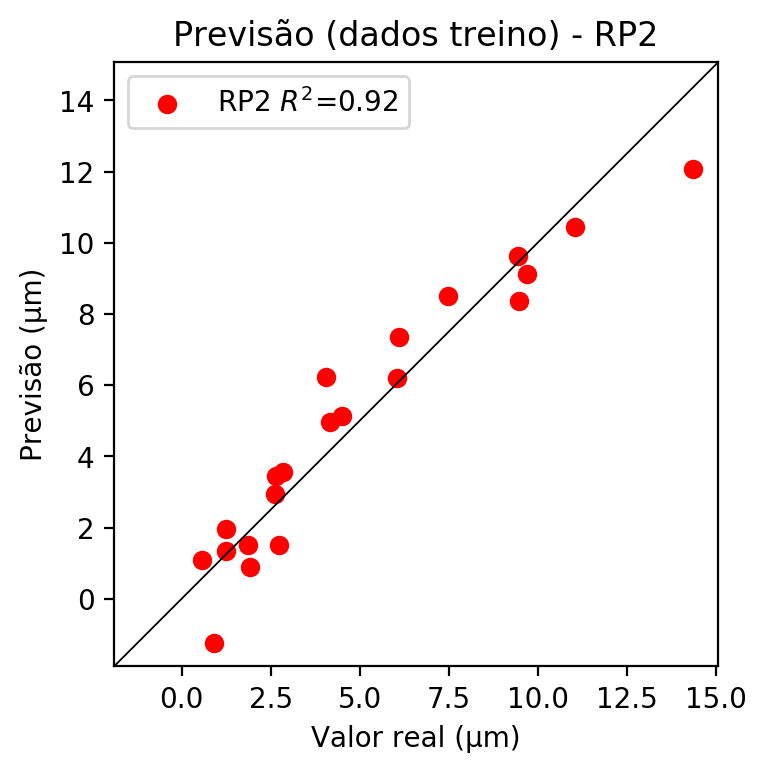 Previsão (dados treino) - RP2
RP2 R²=0.92
14
12
10
8
6
4
2
0
Previsão (μm)
0.0 2.5 5.0 7.5 10.0 12.5 15.0
Valor real (μm)